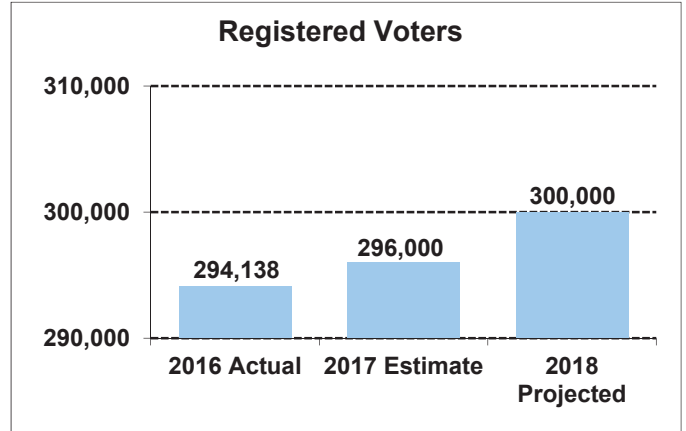 Registered Voters
310,000
300,000
300,000
296,000
294,138
290,000
2016 Actual 2017 Estimate 2018
Projected